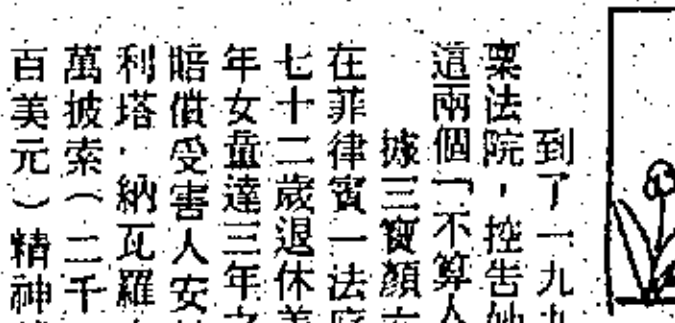 到了一九九
稟法院，控告他
這兩個「不算人
據三寶顏
在菲律賓一法庭
七十二歲退休美
年女童達三年之
賠償受害人安
利塔·納瓦羅
萬披索（二千
百美元）精神